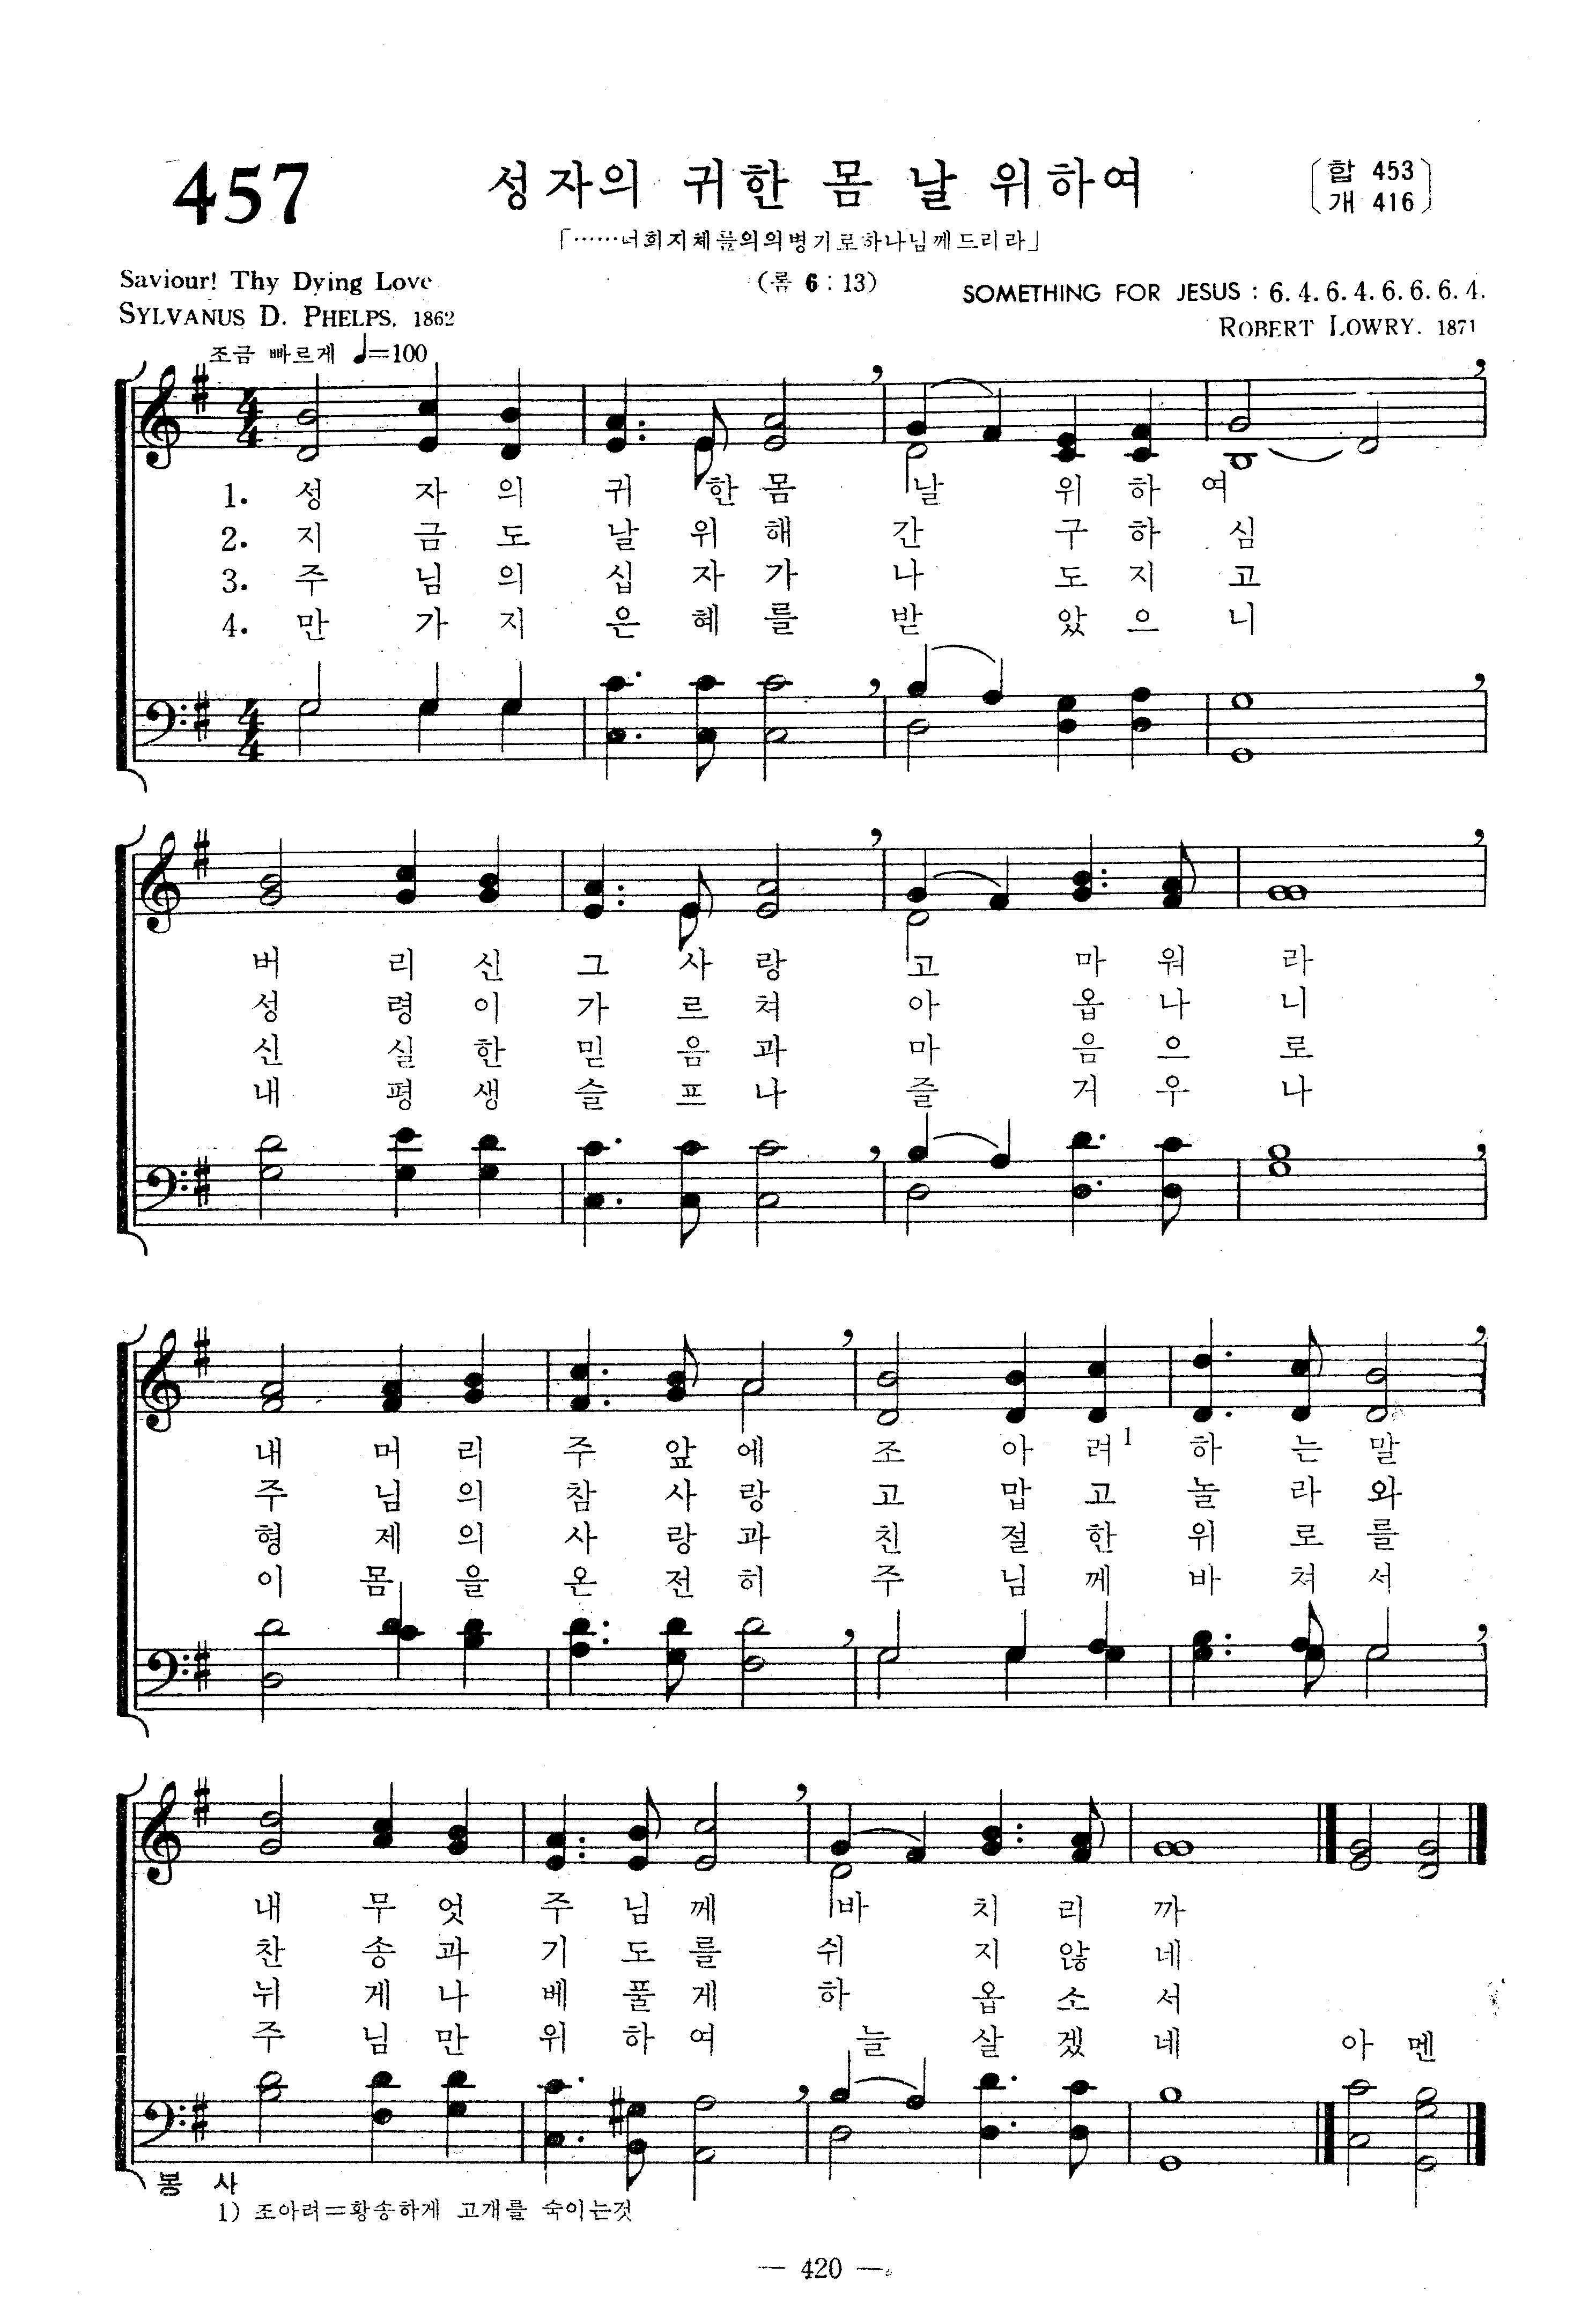 457
성자의 귀한 몸 날 위하여
합 453
개 416
「……너희지체를의의병기로하나님께드리라」
(롬 6 : 13)
Saviour! Thy Dying Love
SYLVANUS D. PHELPS, 1862
SOMETHING FOR JESUS : 6. 4. 6. 4. 6. 6. 6. 4.
ROBERT LOWRY. 1871
조금 빠르게 ♩=100
1. 성 자 의 귀 한 몸 날 위 하 여
2. 지 금 도 날 위 해 간 구 하 심
3. 주 님 의 십 자 가 나 도 지 고
4. 만 가 지 은 혜 를 받 았 으 니
버 리 신 그 사 랑 고 마 워 라
성 령 이 가 르 쳐 아 옵 나 니
신 실 한 믿 음 과 마 음 으 로
내 평 생 슬 프 나 즐 거 우 나
내 머 리 주 앞 에 조 아 려 1 하 는 말
주 님 의 참 사 랑 고 맙 고 놀 라 와
형 제 의 사 랑 과 친 절 한 위 로 를
이 몸 을 온 전 히 주 님 께 바 쳐 서
내 무 엇 주 님 께 바 치 리 까
찬 송 과 기 도 를 쉬 지 않 네
뉘 게 나 베 풀 게 하 옵 소 서
주 님 만 위 하 여 늘 살 겠 네 아 멘
봉 사
1) 조아려=황송하게 고개를 숙이는것
— 420 —